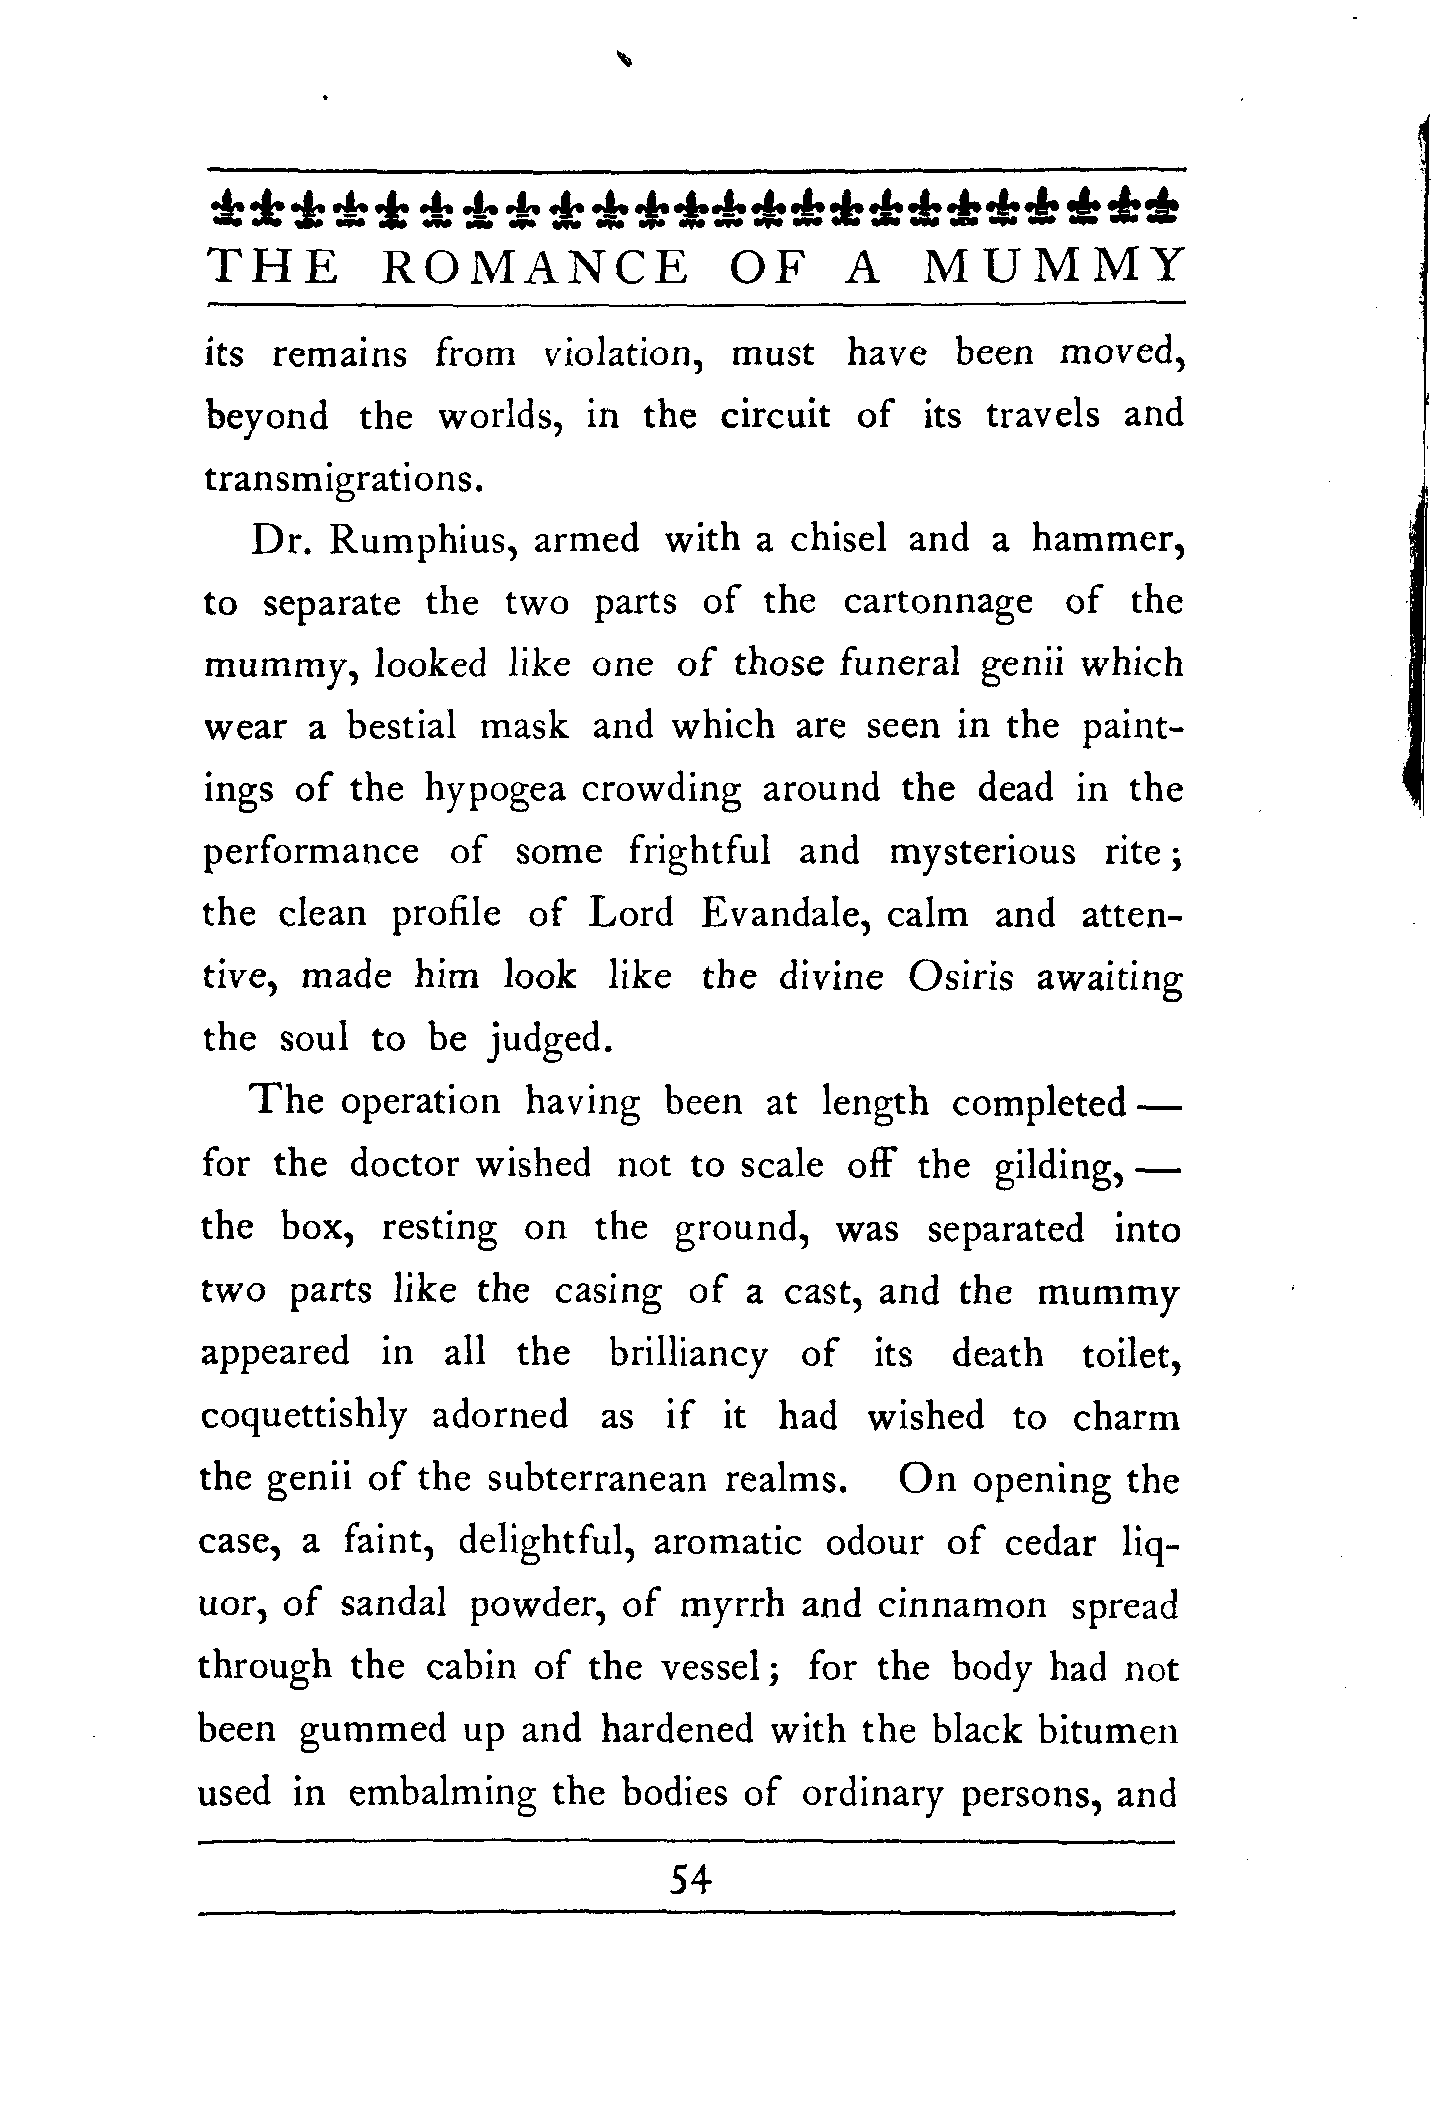 THE ROMANCE OF A MUMMY
its remains from violation, must have been moved,
beyond the worlds, in the circuit of its travels and
transmigrations.
Dr. Rumphius, armed with a chisel and a hammer,
to separate the two parts of the cartonnage of the
mummy, looked like one of those funeral genii which
wear a bestial mask and which are seen in the paint-
ings of the hypogea crowding around the dead in the
performance of some frightful and mysterious rite;
the clean profile of Lord Evandale, calm and atten-
tive, made him look like the divine Osiris awaiting
the soul to be judged.
The operation having been at length completed —
for the doctor wished not to scale off the gilding, —
the box, resting on the ground, was separated into
two parts like the casing of a cast, and the mummy
appeared in all the brilliancy of its death toilet,
coquettishly adorned as if it had wished to charm
the genii of the subterranean realms. On opening the
case, a faint, delightful, aromatic odour of cedar liq-
uor, of sandal powder, of myrrh and cinnamon spread
through the cabin of the vessel; for the body had not
been gummed up and hardened with the black bitumen
used in embalming the bodies of ordinary persons, and
54